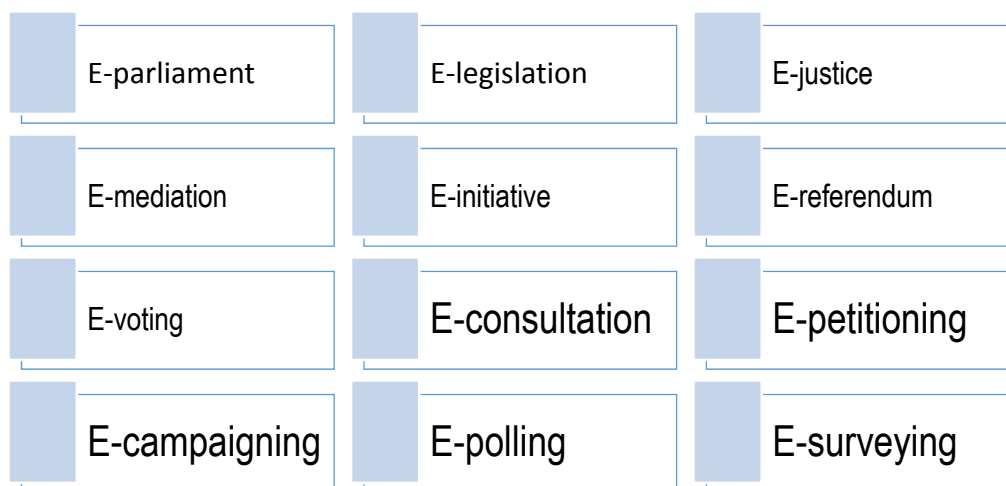 E-parliament
E-legislation
E-justice
E-mediation
E-initiative
E-referendum
E-voting
E-consultation
E-petitioning
E-campaigning
E-polling
E-surveying